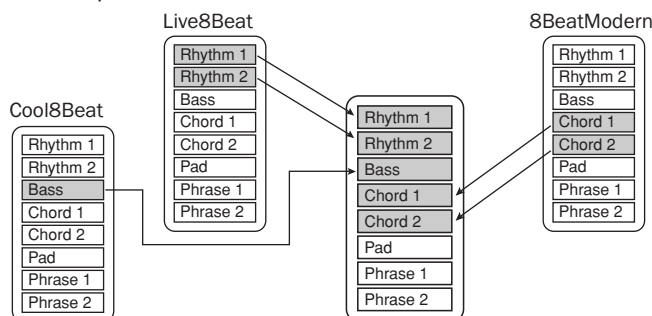 Cool8Beat
Rhythm 1
Rhythm 2
Bass
Chord 1
Chord 2
Pad
Phrase 1
Phrase 2
Live8Beat
Rhythm 1
Rhythm 2
Bass
Chord 1
Chord 2
Pad
Phrase 1
Phrase 2
Rhythm 1
Rhythm 2
Bass
Chord 1
Chord 2
Pad
Phrase 1
Phrase 2
8BeatModern
Rhythm 1
Rhythm 2
Bass
Chord 1
Chord 2
Pad
Phrase 1
Phrase 2